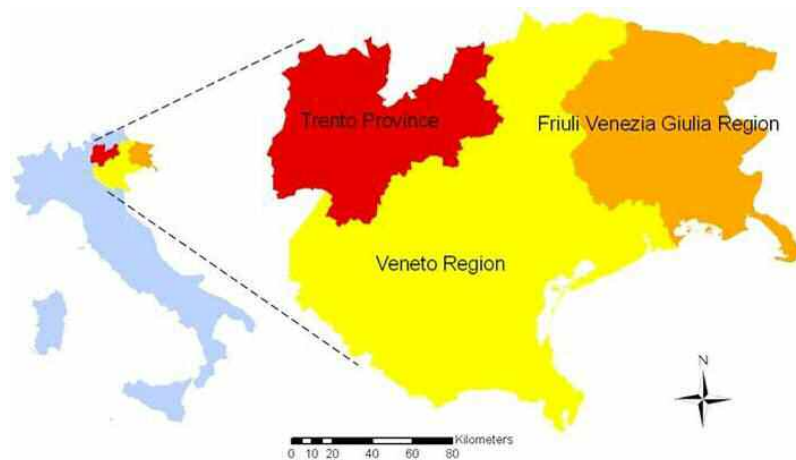 Trento Province
Friuli Venezia Giulia Region
Veneto Region
N
Kilometers
0 10 20 40 60 80